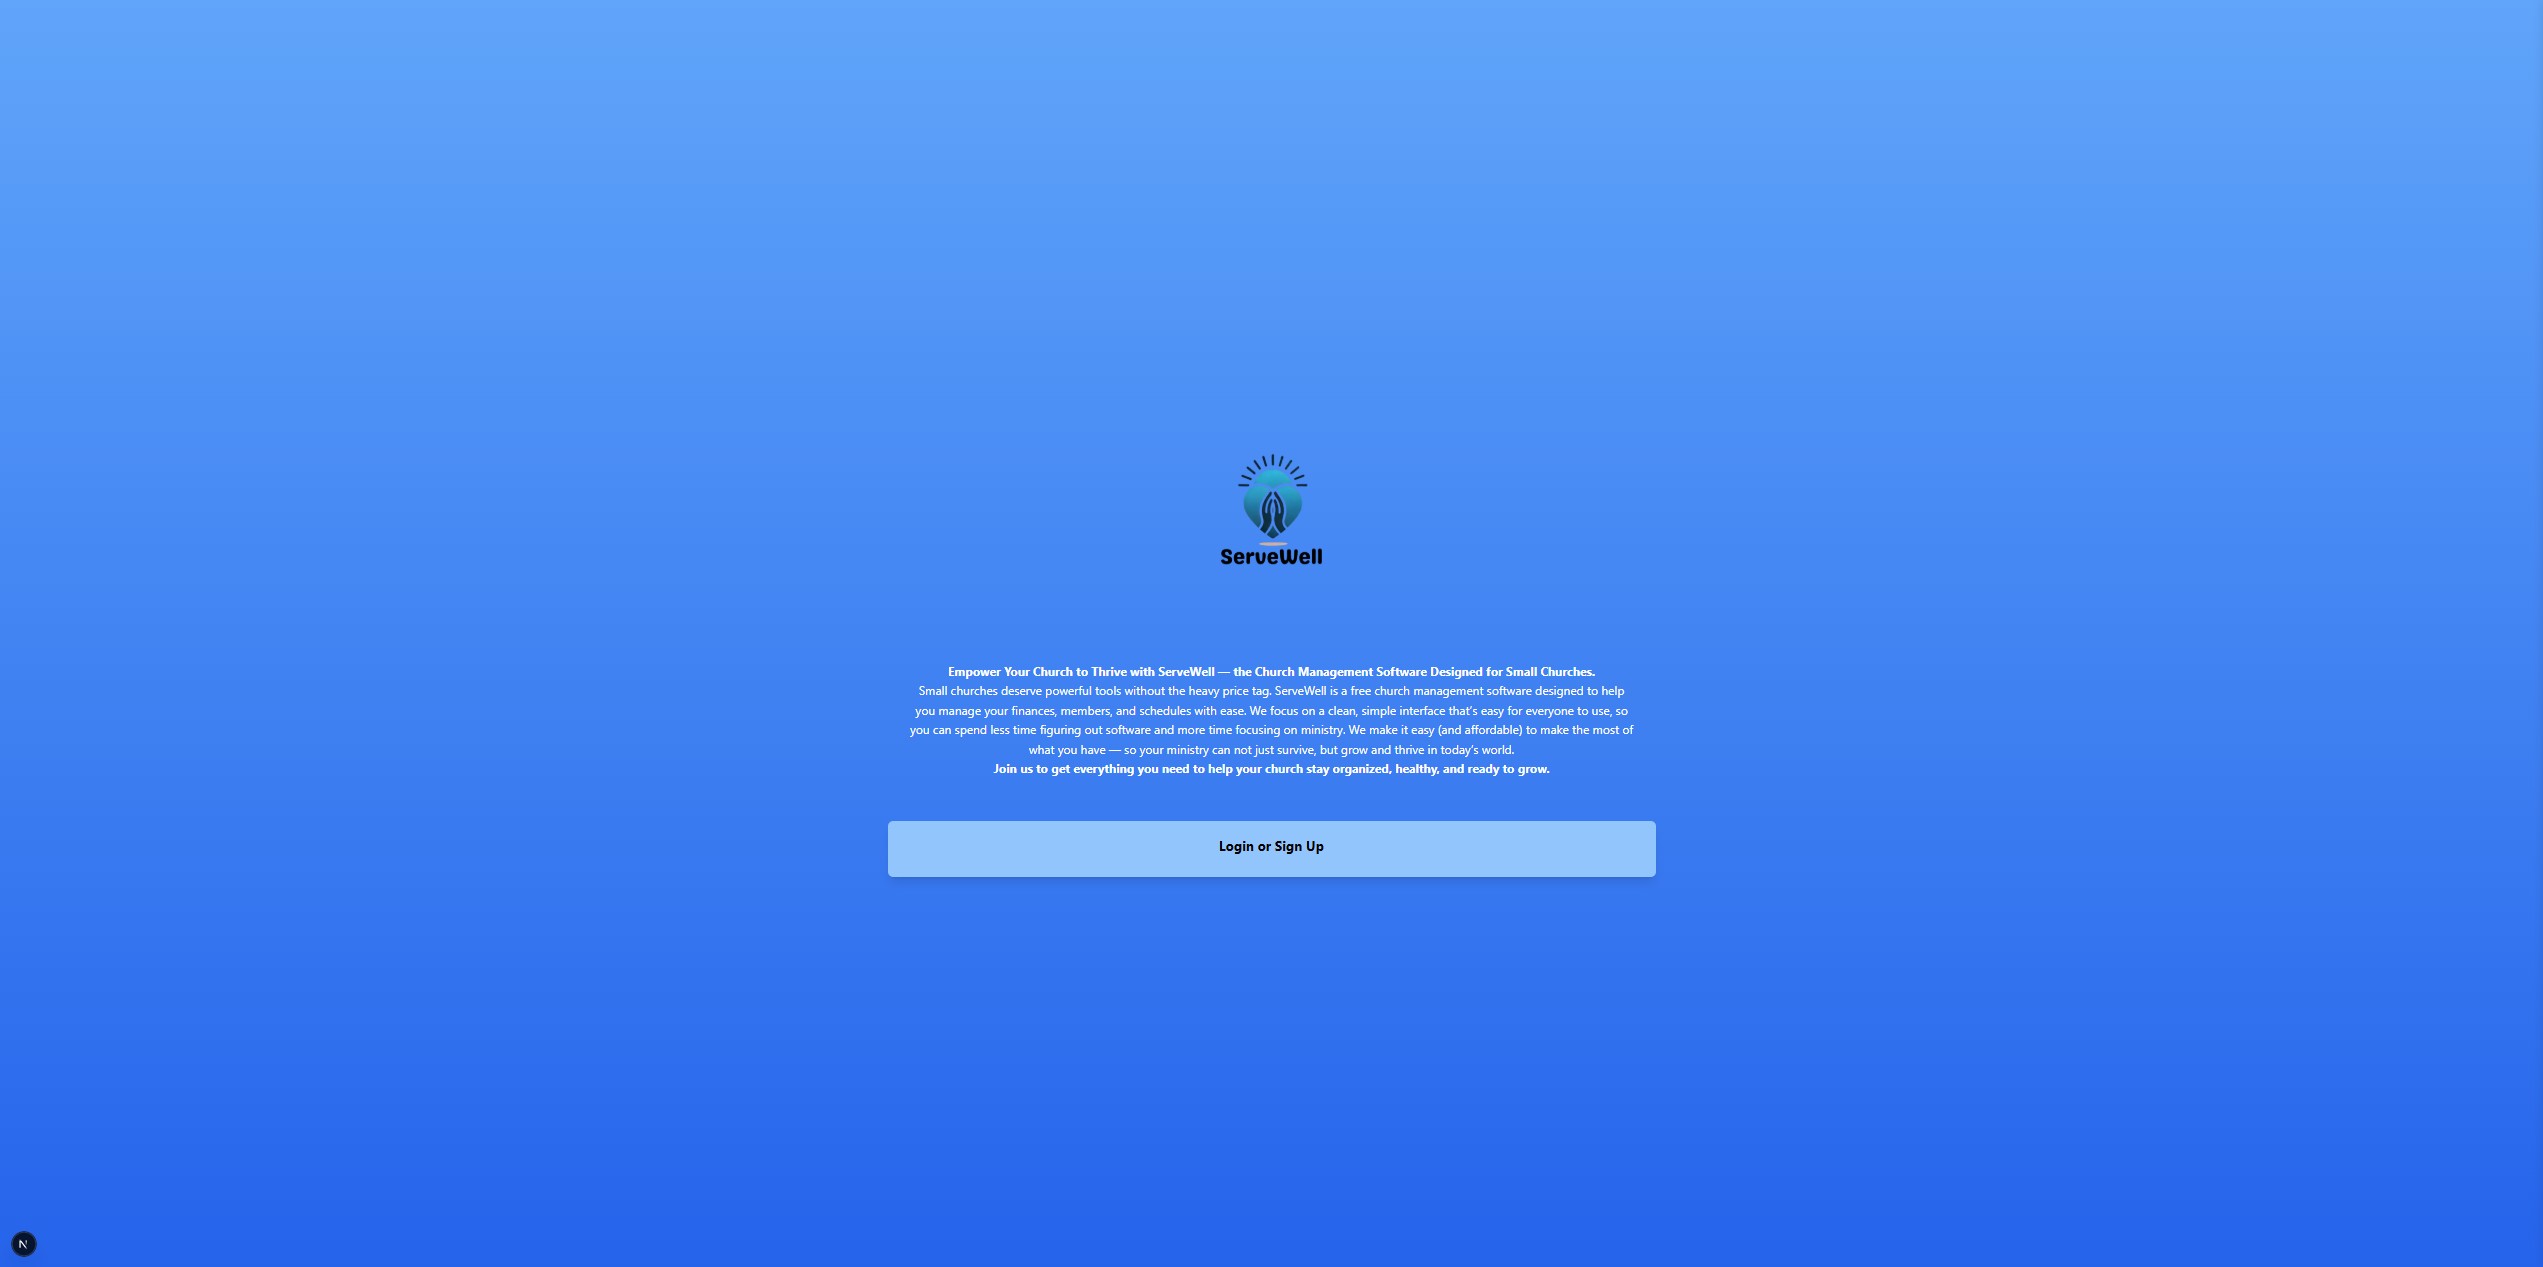 ServeWell
Empower Your Church to Thrive with ServeWell — the Church Management Software Designed for Small Churches.
Small churches deserve powerful tools without the heavy price tag. ServeWell is a free church management software designed to help
you manage your finances, members, and schedules with ease. We focus on a clean, simple interface that’s easy for everyone to use, so
you can spend less time figuring out software and more time focusing on ministry. We make it easy (and affordable) to make the most of
what you have — so your ministry can not just survive, but grow and thrive in today’s world.
Join us to get everything you need to help your church stay organized, healthy, and ready to grow.
Login or Sign Up
N